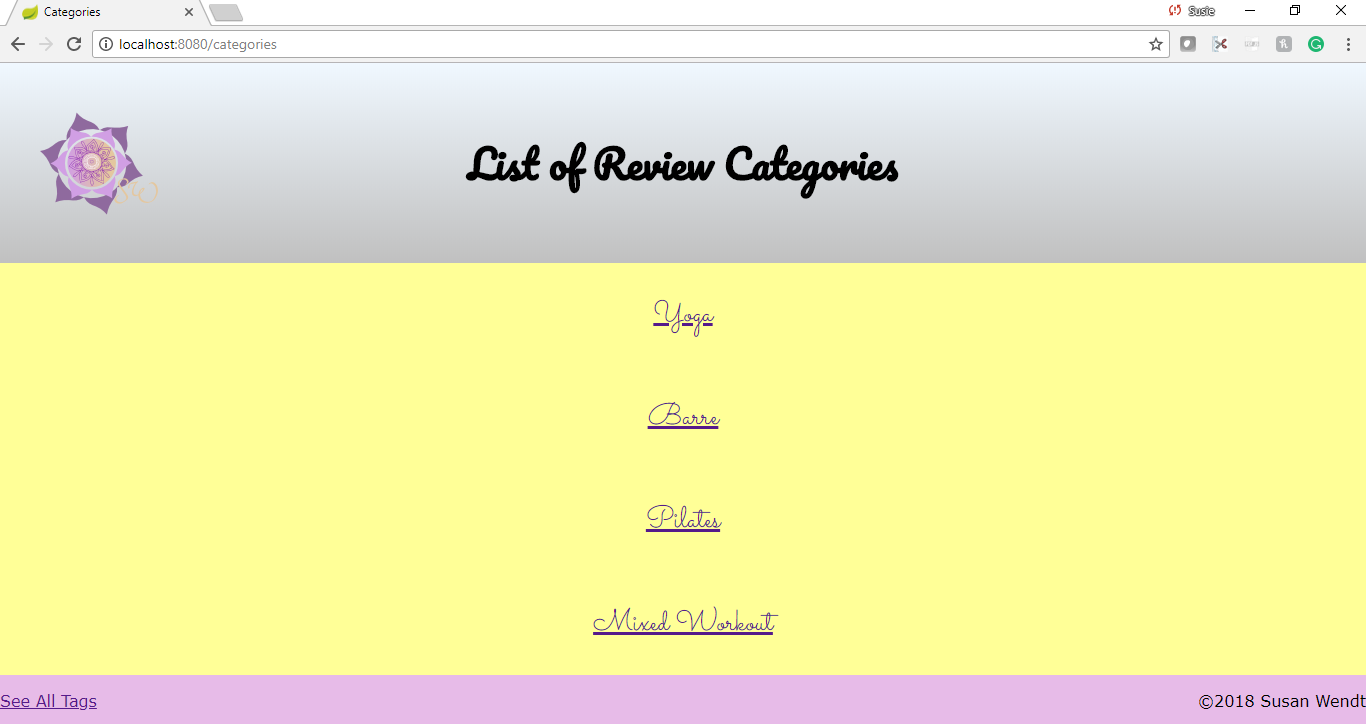 Categories
Susie
localhost:8080/categories
List of Review Categories
Yoga
Barre
Pilates
Mixed Workout
See All Tags
©2018 Susan Wendt